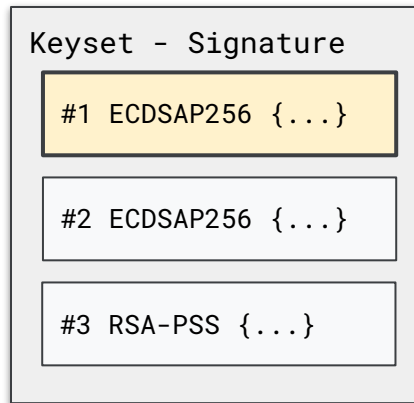 Keyset - Signature
#1 ECDSAP256 {...}
#2 ECDSAP256 {...}
#3 RSA-PSS {...}